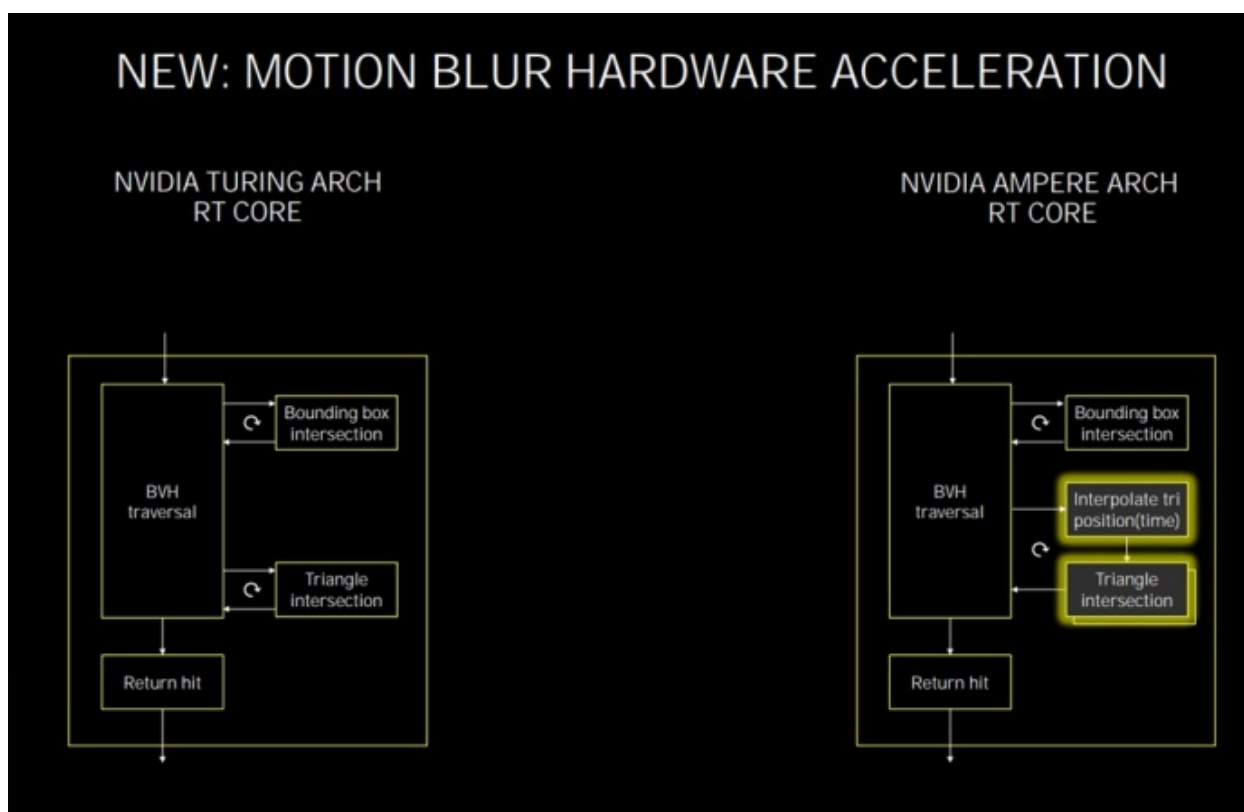 NEW: MOTION BLUR HARDWARE ACCELERATION
NVIDIA TURING ARCH
RT CORE
BVH
traversal
Bounding box
intersection
Triangle
intersection
Return hit
NVIDIA AMPERE ARCH
RT CORE
BVH
traversal
Bounding box
intersection
Interpolate tri
position(time)
Triangle
intersection
Return hit